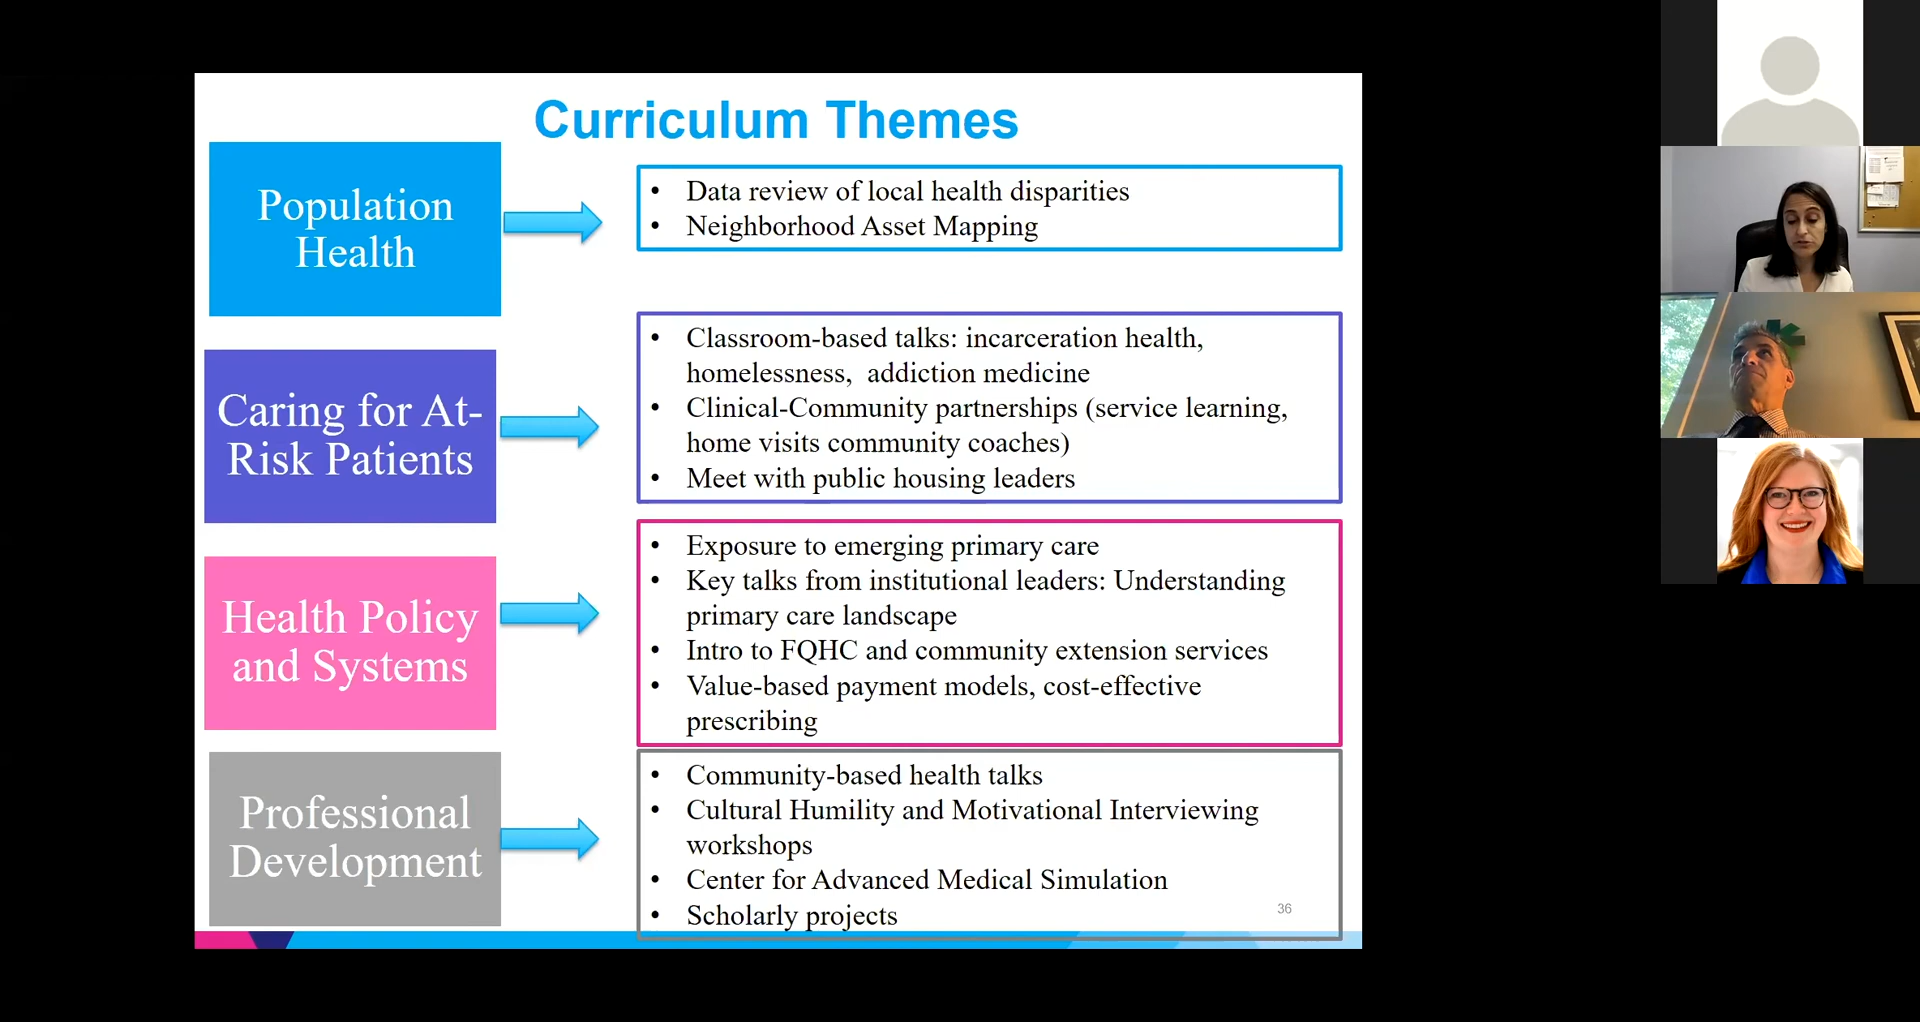 Curriculum Themes
Population
Health
• Data review of local health disparities
• Neighborhood Asset Mapping
Caring for At-
Risk Patients
• Classroom-based talks: incarceration health,
homelessness, addiction medicine
• Clinical-Community partnerships (service learning,
home visits community coaches)
• Meet with public housing leaders
Health Policy
and Systems
• Exposure to emerging primary care
• Key talks from institutional leaders: Understanding
primary care landscape
• Intro to FQHC and community extension services
• Value-based payment models, cost-effective
prescribing
Professional
Development
• Community-based health talks
• Cultural Humility and Motivational Interviewing
workshops
• Center for Advanced Medical Simulation
• Scholarly projects
36